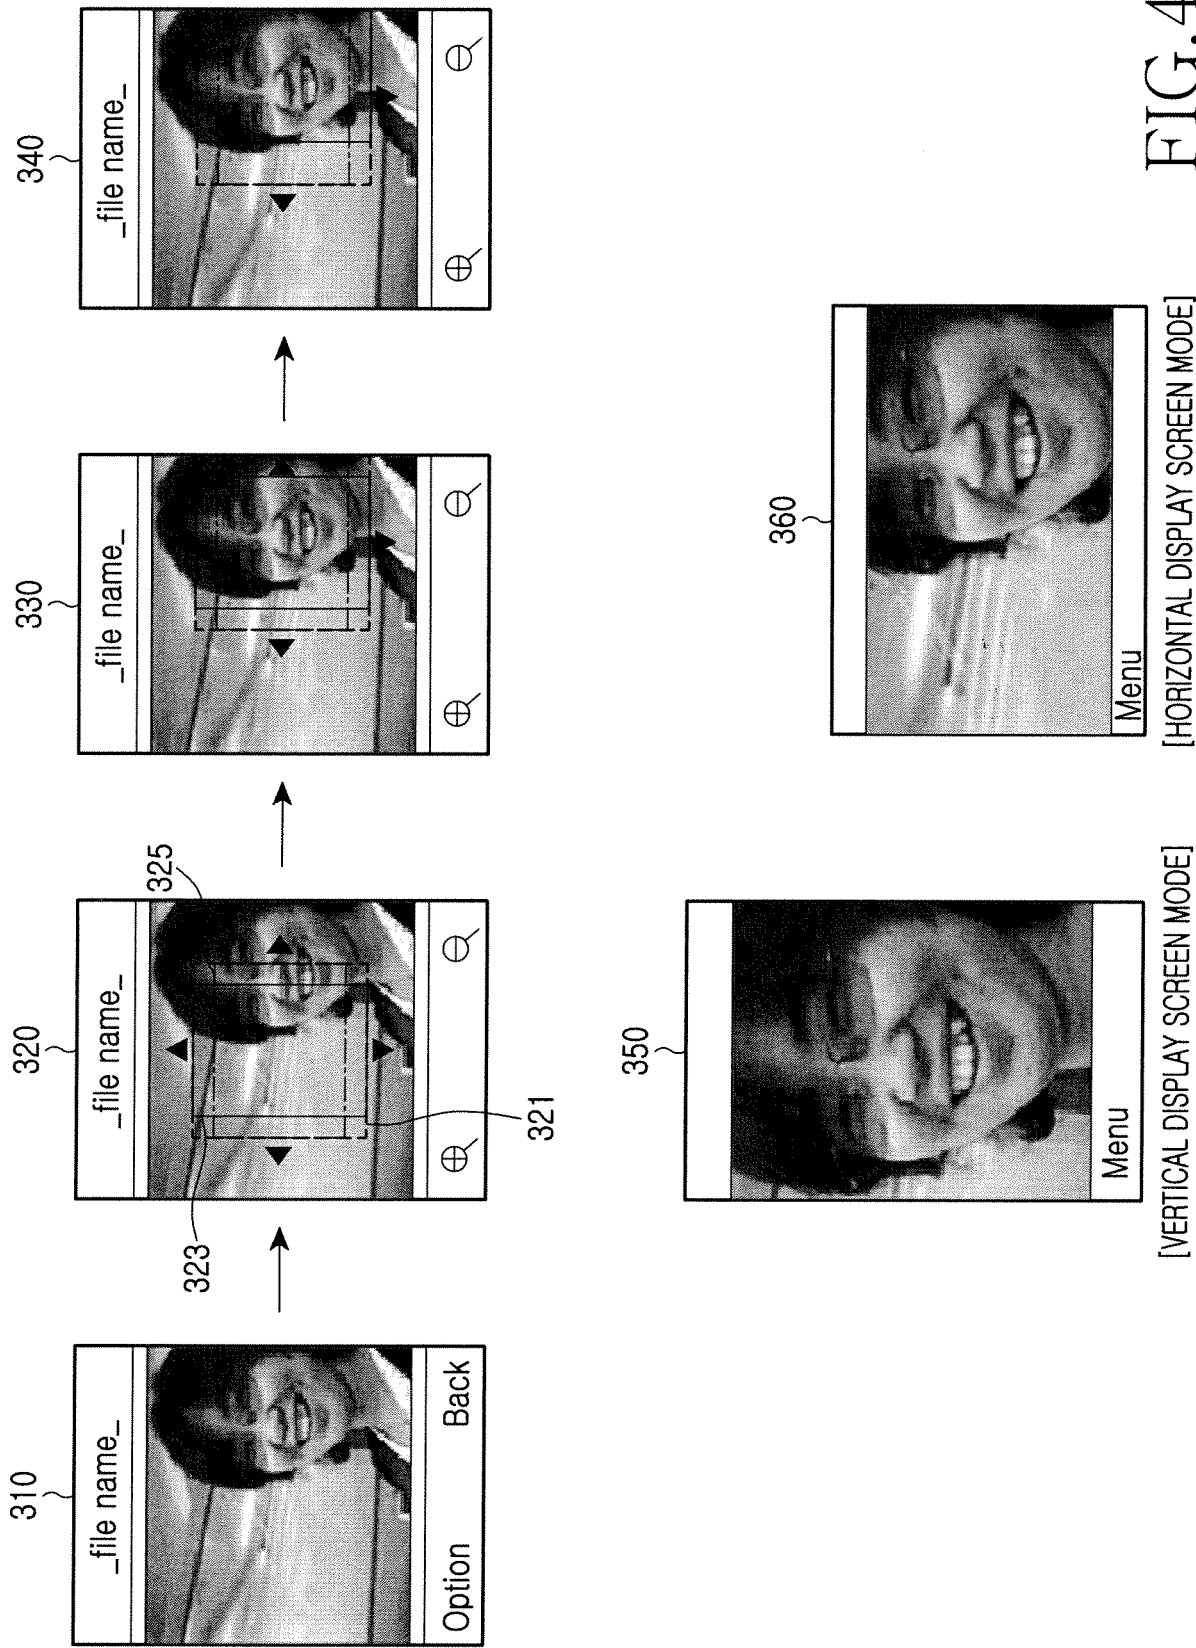 310
_file name_
Option Back
320
_file name_
325
323
321
330
_file name_
340
_file name_
350
Menu
[VERTICAL DISPLAY SCREEN MODE]
360
Menu
[HORIZONTAL DISPLAY SCREEN MODE]
FIG.4